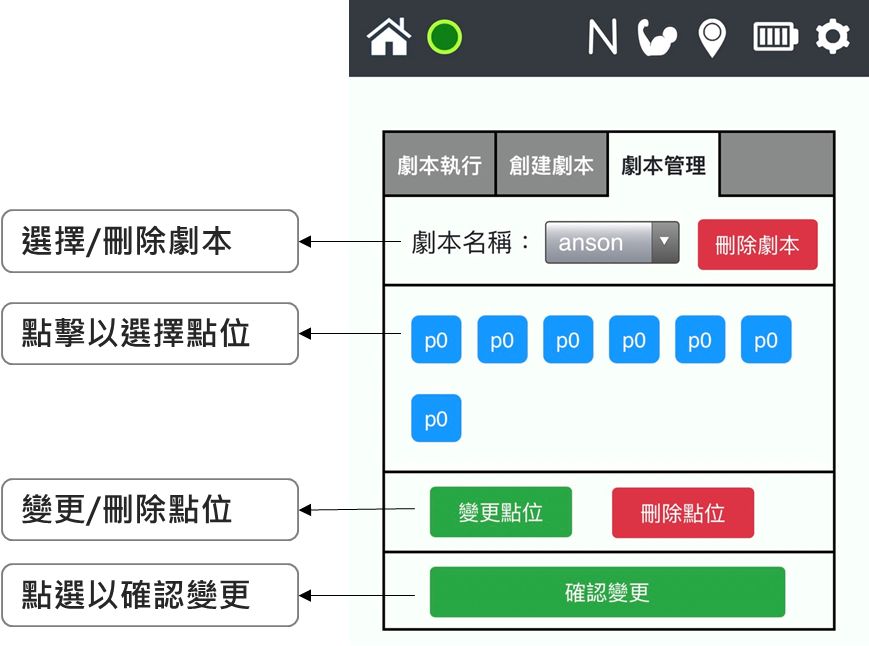 N
劇本執行 創建劇本 劇本管理
選擇/刪除劇本
劇本名稱： anson 刪除劇本
點擊以選擇點位
p0 p0 p0 p0 p0 p0
p0
變更/刪除點位
變更點位 刪除點位
點選以確認變更
確認變更